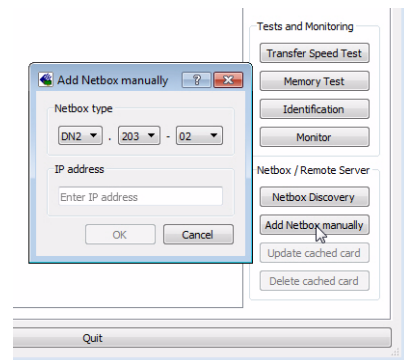 Tests and Monitoring
Transfer Speed Test
Memory Test
Identification
Monitor
Add Netbox manually
Netbox type
DN2 . 203 - 02
IP address
Enter IP address
OK Cancel
Netbox / Remote Server
Netbox Discovery
Add Netbox manually
Update cached card
Delete cached card
Quit